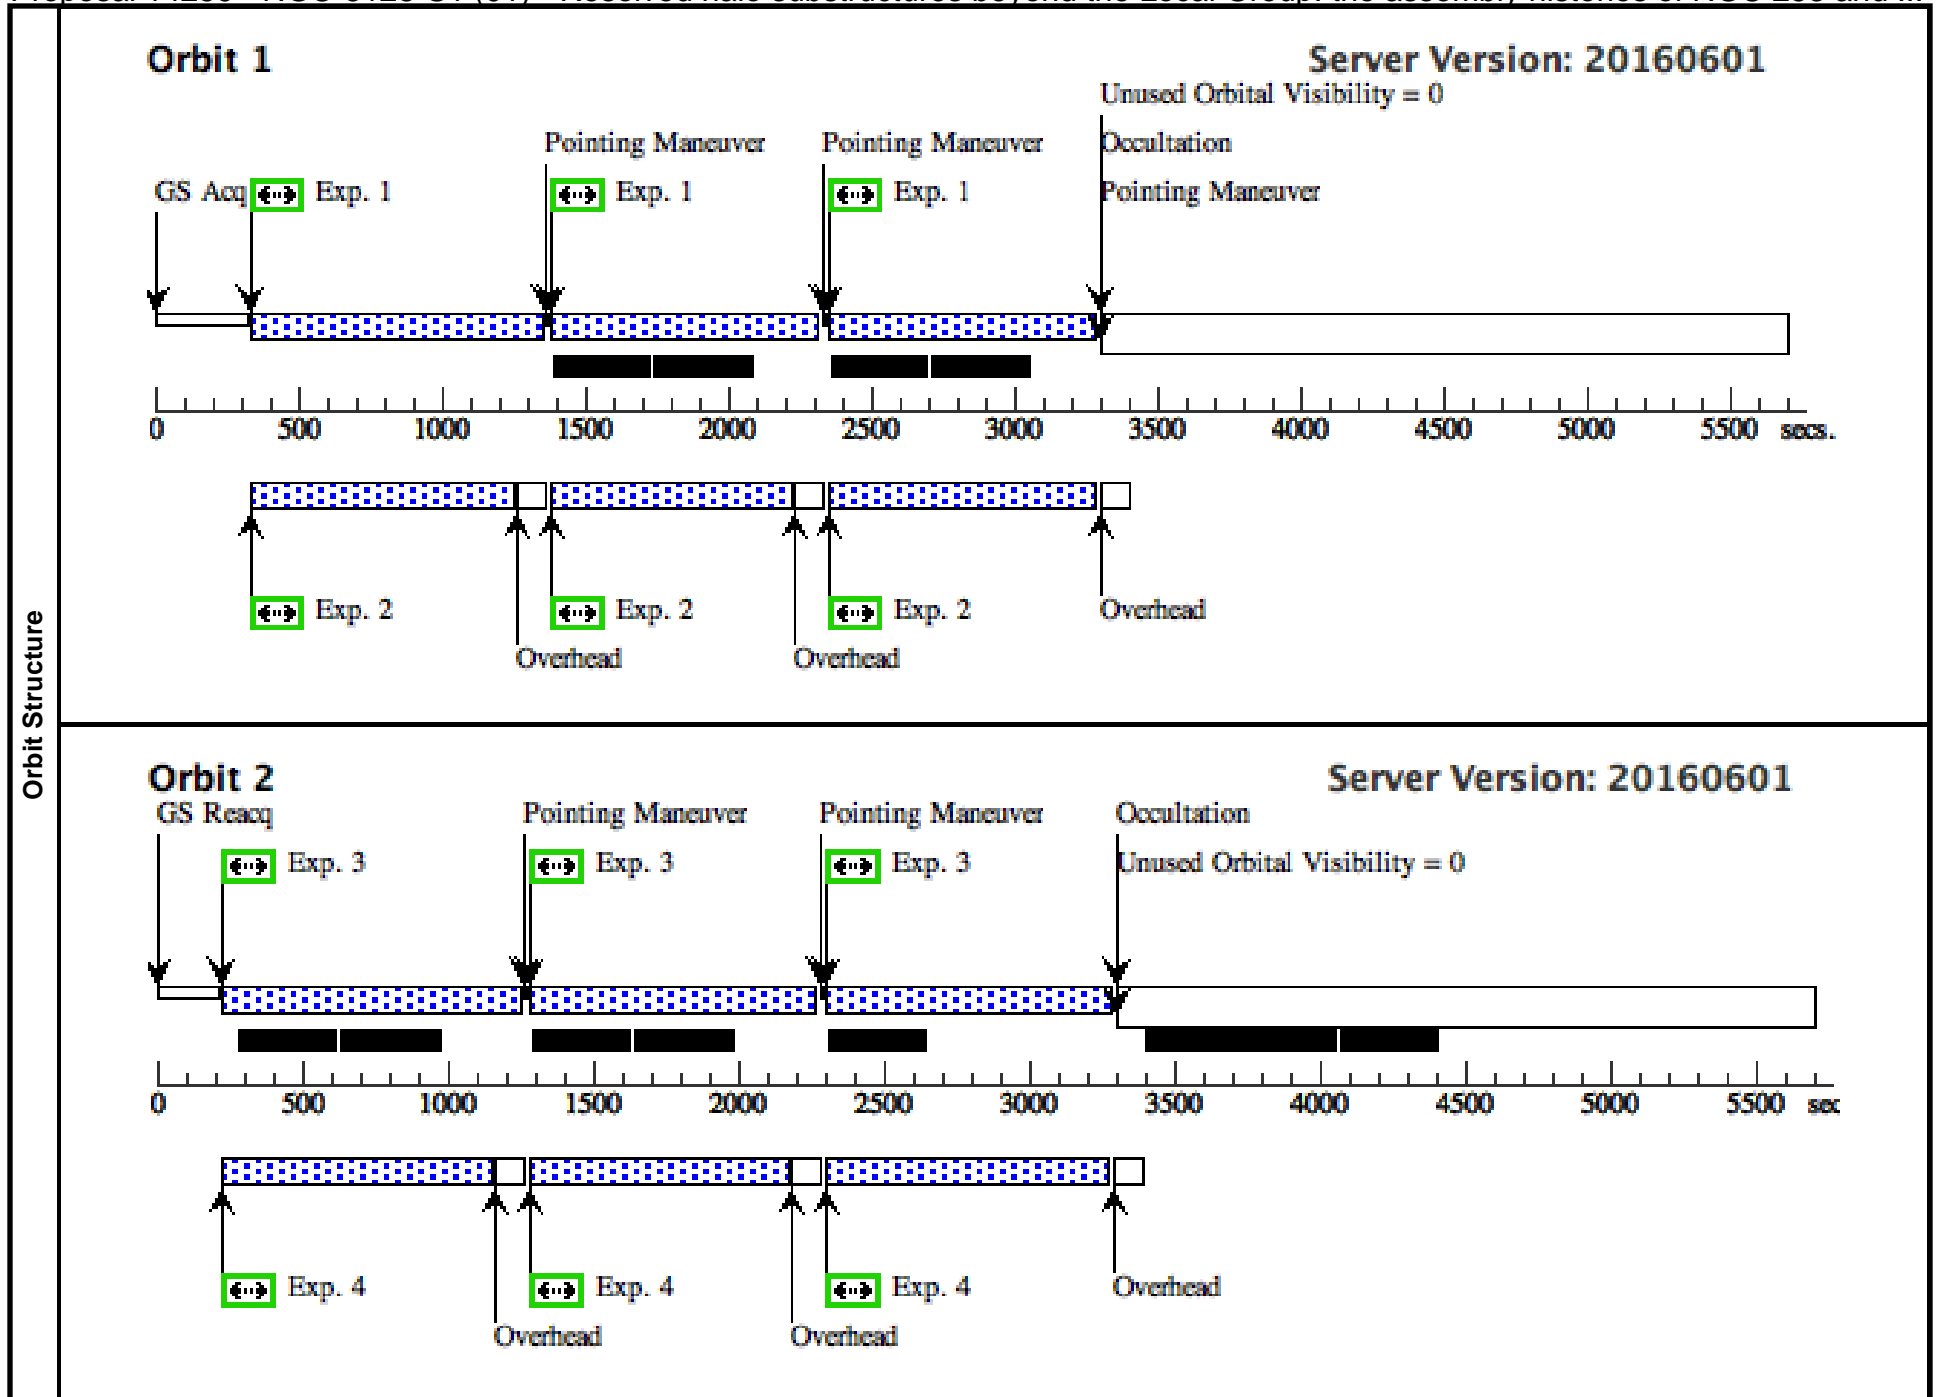 Orbit Structure
Orbit 1
Server Version: 20160601
Unused Orbital Visibility = 0
Pointing Maneuver
Pointing Maneuver
Occultation
GS Acq
Exp. 1
Exp. 1
Exp. 1
Pointing Maneuver
0 500 1000 1500 2000 2500 3000 3500 4000 4500 5000 5500 secs.
Exp. 2
Exp. 2
Exp. 2
Overhead
Overhead
Overhead
Orbit 2
Server Version: 20160601
GS Reacq
Pointing Maneuver
Pointing Maneuver
Occultation
Exp. 3
Exp. 3
Exp. 3
Unused Orbital Visibility = 0
0 500 1000 1500 2000 2500 3000 3500 4000 4500 5000 5500 sec
Exp. 4
Exp. 4
Exp. 4
Overhead
Overhead
Overhead